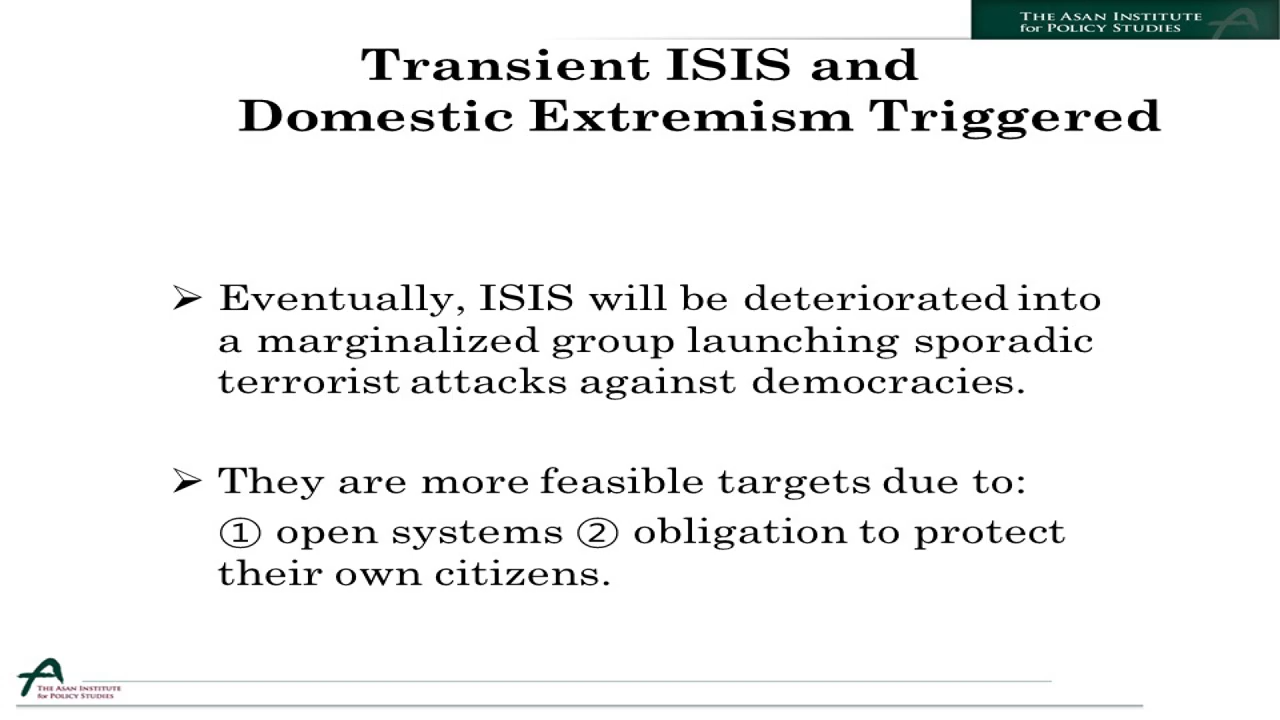 THE ASAN INSTITUTE
for POLICY STUDIES
Transient ISIS and
Domestic Extremism Triggered
➢ Eventually, ISIS will be deteriorated into
a marginalized group launching sporadic
terrorist attacks against democracies.
➢ They are more feasible targets due to:
① open systems ② obligation to protect
their own citizens.
THE ASAN INSTITUTE
for POLICY STUDIES